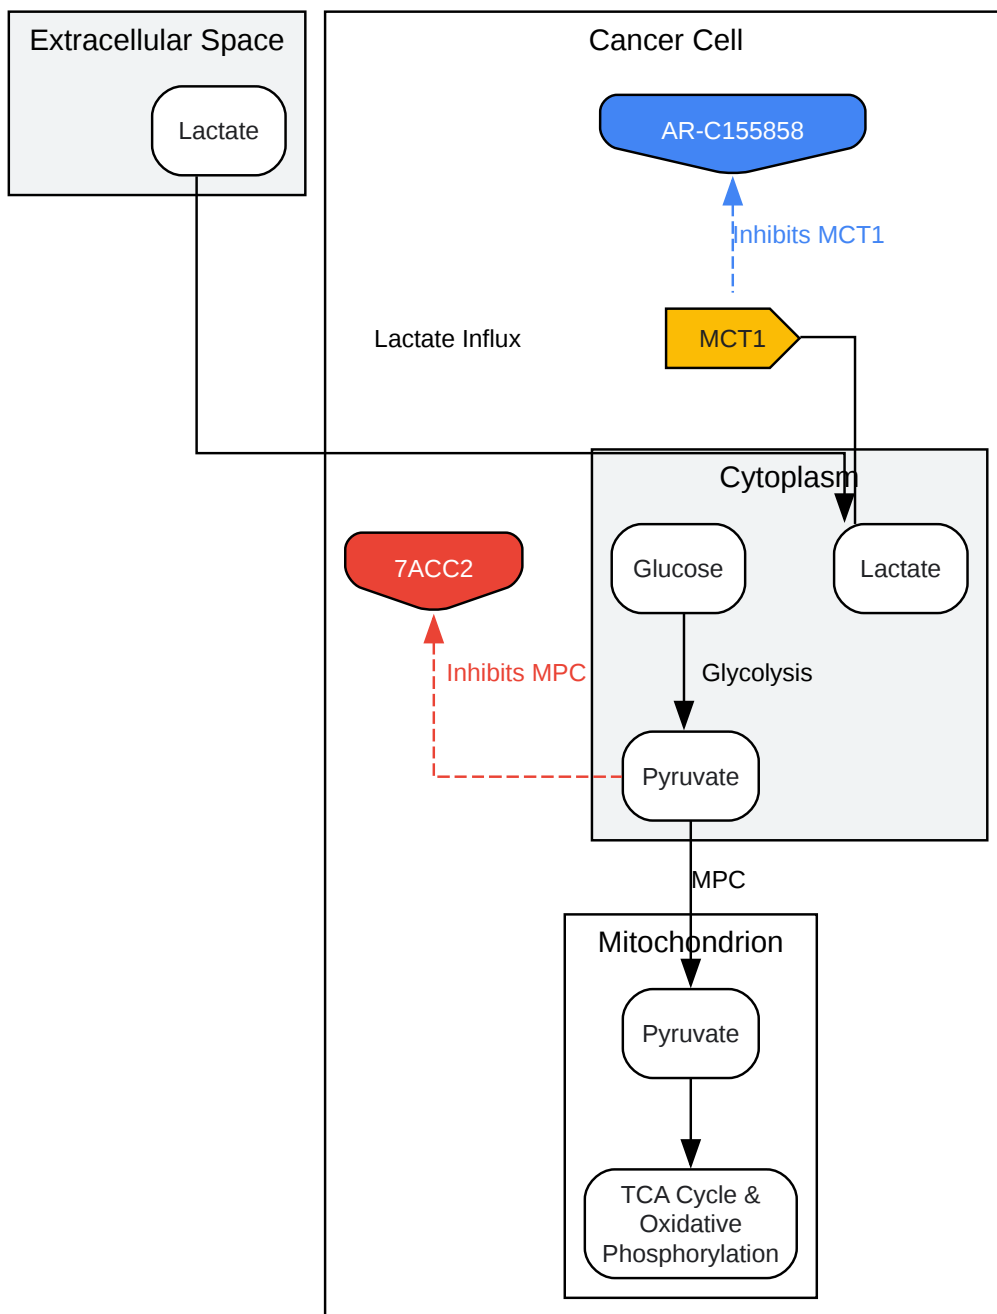 Extracellular Space
Cancer Cell
Lactate
AR-C155858
Inhibits MCT1
Lactate Influx
MCT1
Cytoplasm
7ACC2
Glucose
Lactate
Inhibits MPC
Glycolysis
Pyruvate
MPC
Mitochondrion
Pyruvate
TCA Cycle &
Oxidative
Phosphorylation